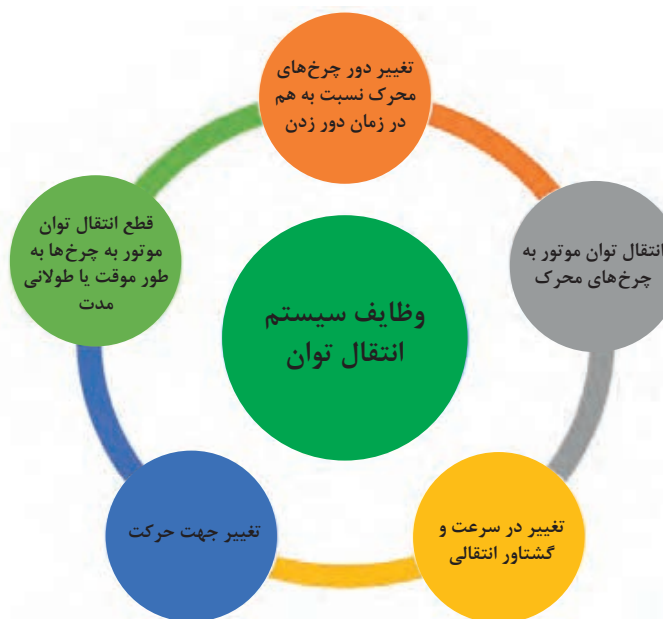 تغییر دور چرخ‌های
محرک نسبت به هم
در زمان دور زدن
انتقال توان موتور به
چرخ‌های محرک
تغییر در سرعت و
گشتاور انتقالی
تغییر جهت حرکت
قطع انتقال توان
موتور به چرخ‌ها به
طور موقت یا طولانی
مدت
وظایف سیستم
انتقال توان